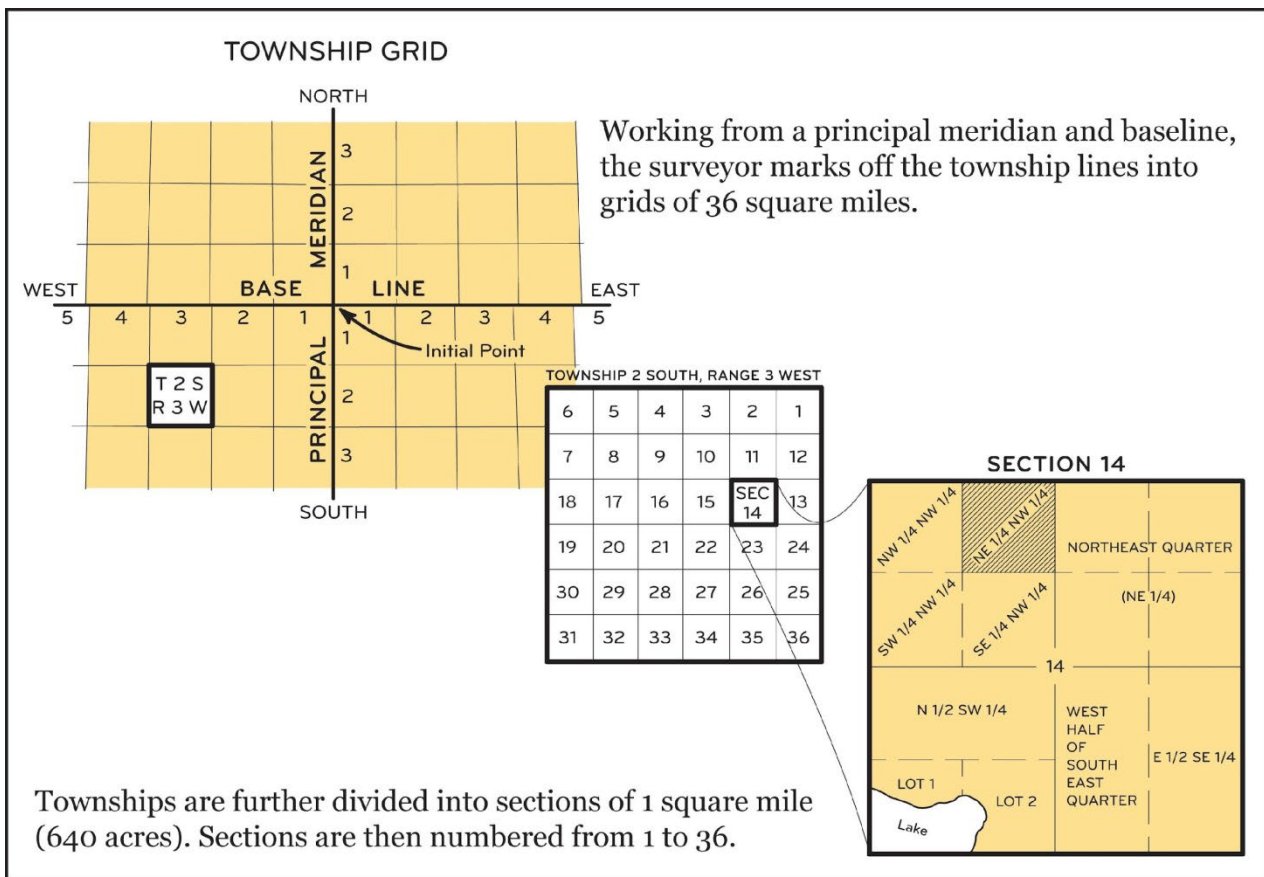 TOWNSHIP GRID
NORTH
Working from a principal meridian and baseline,
the surveyor marks off the township lines into
grids of 36 square miles.
PRINCIPAL MERIDIAN
3
2
1
BASE LINE
WEST
EAST
5 4 3 2 1 1 2 3 4 5
1
2
3
Initial Point
T 2 S
R 3 W
SOUTH
TOWNSHIP 2 SOUTH, RANGE 3 WEST
6 5 4 3 2 1
7 8 9 10 11 12
18 17 16 15 SEC 14 13
19 20 21 22 23 24
30 29 28 27 26 25
31 32 33 34 35 36
SECTION 14
NW 1/4 NW 1/4
NE 1/4 NW 1/4
NORTHEAST QUARTER
(NE 1/4)
SW 1/4 NW 1/4
SE 1/4 NW 1/4
14
N 1/2 SW 1/4
WEST
HALF
OF
SOUTH
EAST
QUARTER
E 1/2 SE 1/4
LOT 1
LOT 2
Lake
Townships are further divided into sections of 1 square mile
(640 acres). Sections are then numbered from 1 to 36.